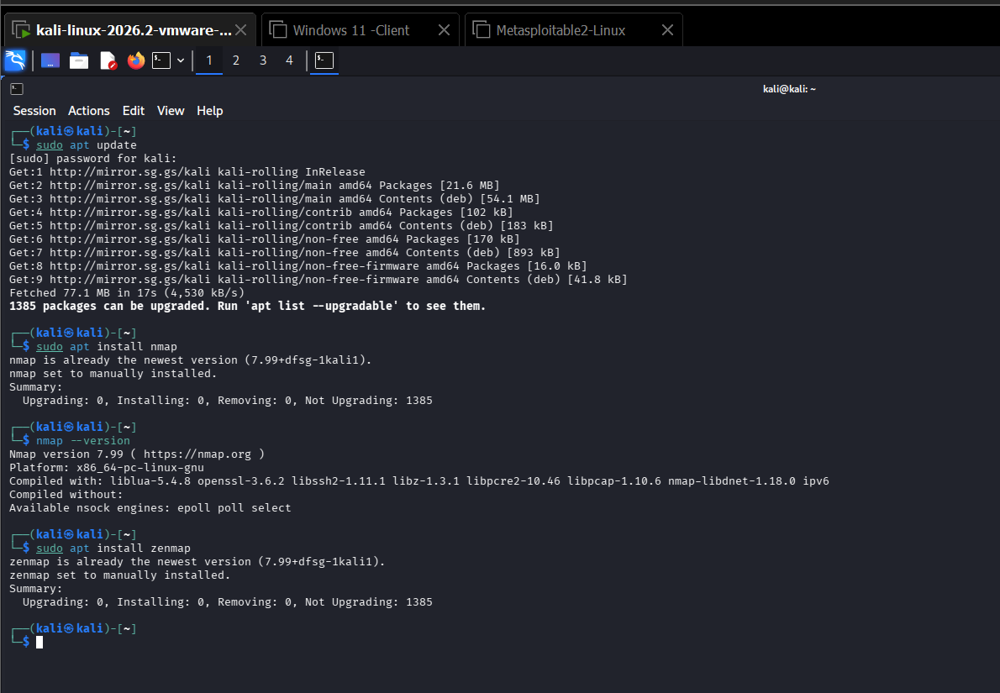 kali-linux-2026.2-vmware-...
Windows 11 -Client
Metasploitable2-Linux
1 2 3 4
kali@kali: ~
Session Actions Edit View Help
┌──(kali㉿kali)-[~]
└─$ sudo apt update
[sudo] password for kali:
Get:1 http://mirror.sg.gs/kali kali-rolling InRelease
Get:2 http://mirror.sg.gs/kali kali-rolling/main amd64 Packages [21.6 MB]
Get:3 http://mirror.sg.gs/kali kali-rolling/main amd64 Contents (deb) [54.1 MB]
Get:4 http://mirror.sg.gs/kali kali-rolling/contrib amd64 Packages [102 kB]
Get:5 http://mirror.sg.gs/kali kali-rolling/contrib amd64 Contents (deb) [183 kB]
Get:6 http://mirror.sg.gs/kali kali-rolling/non-free amd64 Packages [170 kB]
Get:7 http://mirror.sg.gs/kali kali-rolling/non-free amd64 Contents (deb) [893 kB]
Get:8 http://mirror.sg.gs/kali kali-rolling/non-free-firmware amd64 Packages [16.0 kB]
Get:9 http://mirror.sg.gs/kali kali-rolling/non-free-firmware amd64 Contents (deb) [41.8 kB]
Fetched 77.1 MB in 17s (4,530 kB/s)
1385 packages can be upgraded. Run 'apt list --upgradable' to see them.
┌──(kali㉿kali)-[~]
└─$ sudo apt install nmap
nmap is already the newest version (7.99+dfsg-1kali1).
nmap set to manually installed.
Summary:
  Upgrading: 0, Installing: 0, Removing: 0, Not Upgrading: 1385
┌──(kali㉿kali)-[~]
└─$ nmap --version
Nmap version 7.99 ( https://nmap.org )
Platform: x86_64-pc-linux-gnu
Compiled with: liblua-5.4.8 openssl-3.6.2 libssh2-1.11.1 libz-1.3.1 libpcre2-10.46 libpcap-1.10.6 nmap-libdnet-1.18.0 ipv6
Compiled without:
Available nsock engines: epoll poll select
┌──(kali㉿kali)-[~]
└─$ sudo apt install zenmap
zenmap is already the newest version (7.99+dfsg-1kali1).
zenmap set to manually installed.
Summary:
  Upgrading: 0, Installing: 0, Removing: 0, Not Upgrading: 1385
┌──(kali㉿kali)-[~]
└─$